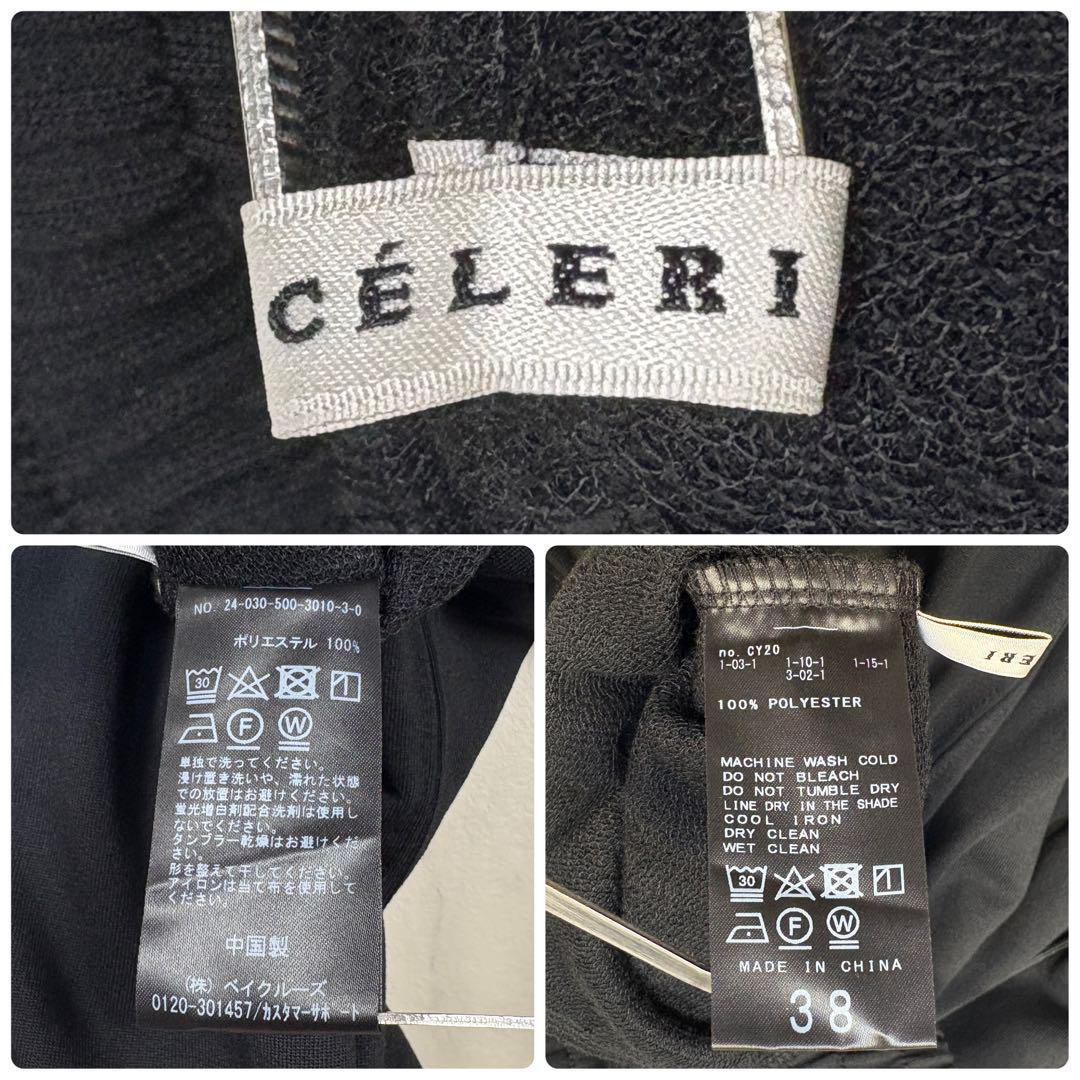 CÉLERI
NO. 24-030-500-3010-3-0
ポリエステル 100%
30
F W
単独で洗ってください。
浸け置き洗いや、濡れた状態
での放置はお避けください。
蛍光増白剤配合洗剤は使用し
ないでください。
タンブラー乾燥はお避けくだ
さい。
形を整えて干してください。
アイロンは当て布を使用して
ください。
中国製
(株) ベイクルーズ
0120-301457/カスタマーサポート
no. CY20
1-03-1 1-10-1 1-15-1
3-02-1
100% POLYESTER
MACHINE WASH COLD
DO NOT BLEACH
DO NOT TUMBLE DRY
LINE DRY IN THE SHADE
COOL IRON
DRY CLEAN
WET CLEAN
30
F W
MADE IN CHINA
38
ERI